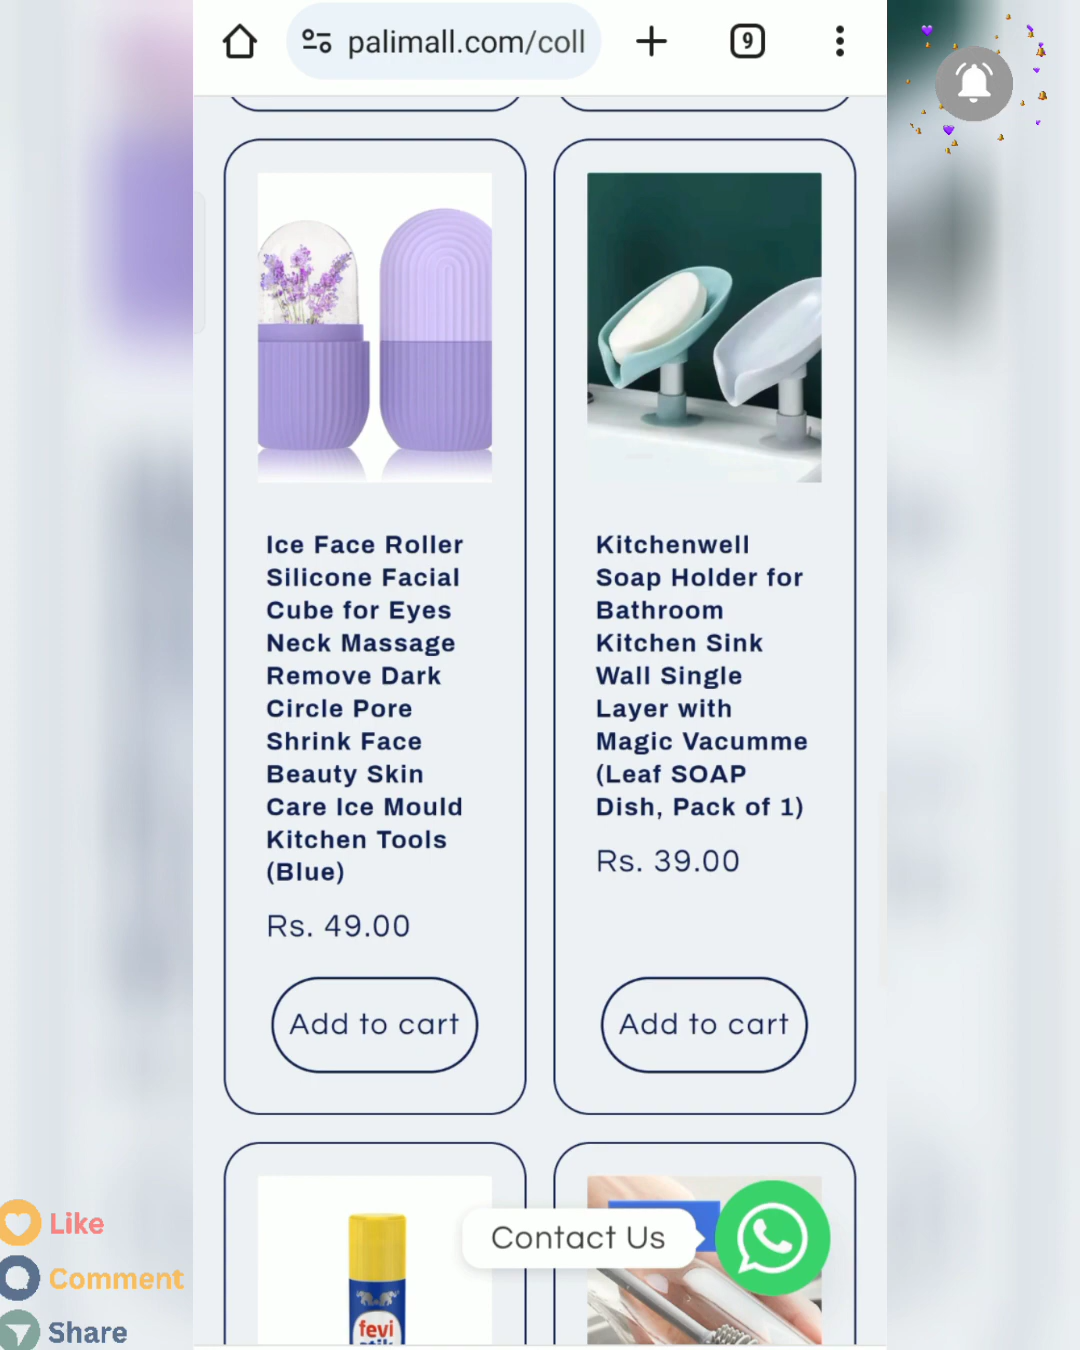 palimall.com/coll
9
Ice Face Roller
Silicone Facial
Cube for Eyes
Neck Massage
Remove Dark
Circle Pore
Shrink Face
Beauty Skin
Care Ice Mould
Kitchen Tools
(Blue)
Rs. 49.00
Add to cart
Kitchenwell
Soap Holder for
Bathroom
Kitchen Sink
Wall Single
Layer with
Magic Vacumme
(Leaf SOAP
Dish, Pack of 1)
Rs. 39.00
Add to cart
fevi
Contact Us
Like
Comment
Share